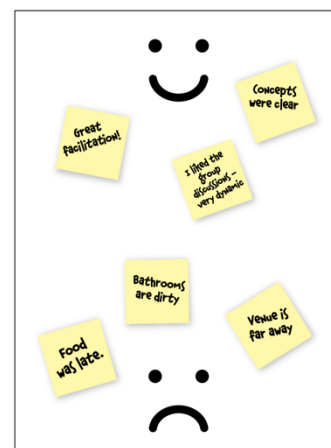 Concepts
were clear
Great
facilitation!
I liked the
group
discussions –
very dynamic
Bathrooms
are dirty
Venue is
far away
Food
was late.